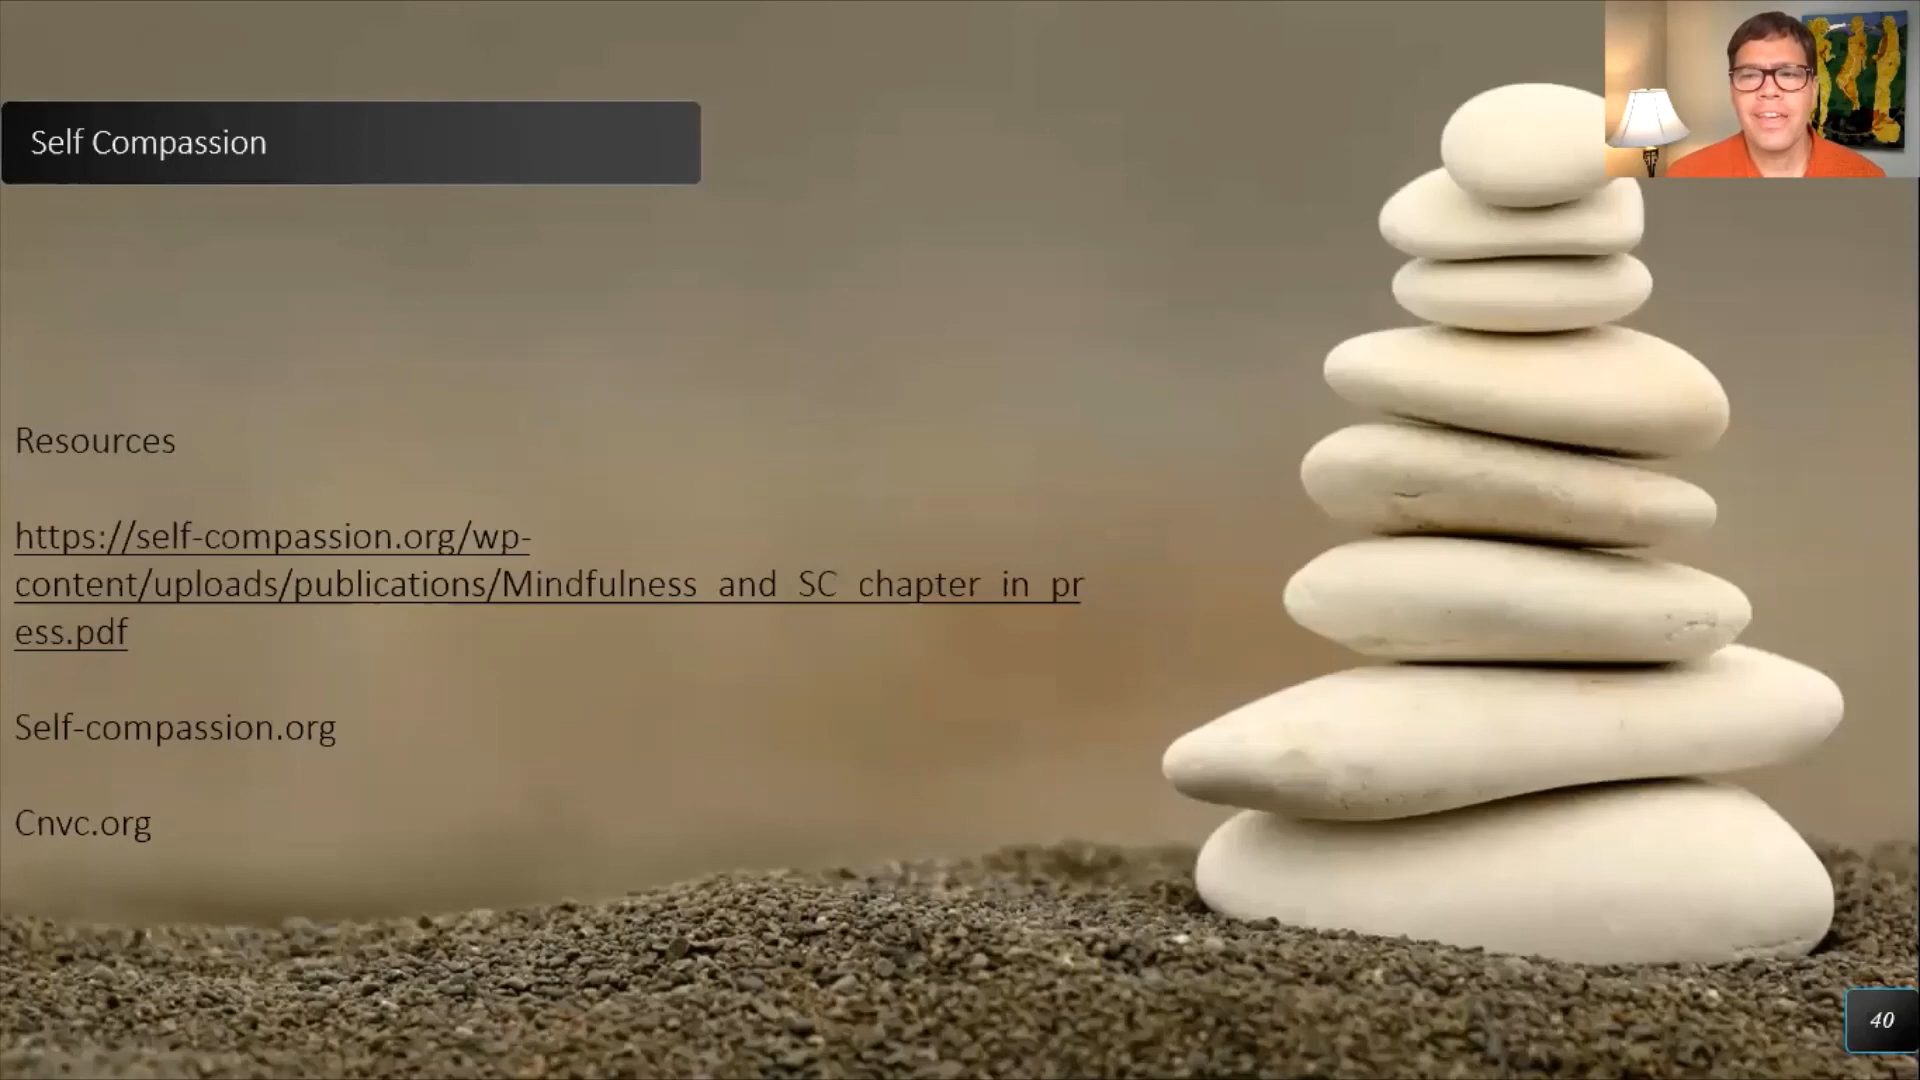 Self Compassion
Resources
https://self-compassion.org/wp-
content/uploads/publications/Mindfulness_and_SC_chapter_in_pr
ess.pdf
Self-compassion.org
Cnvc.org
40